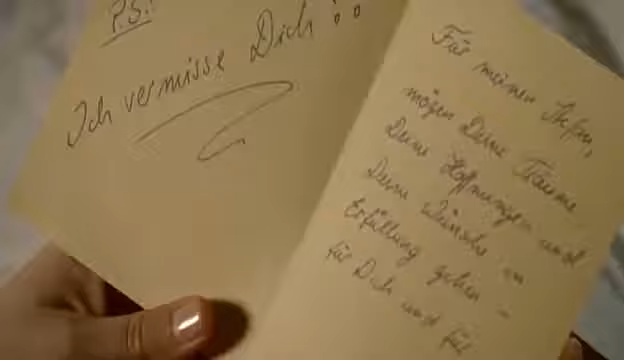 P.S.:
Ich vermisse Dich!!
Für meinen Stefan,
mögen Deine Träume
Deine Hoffnungen und
Deine Wünsche in
Erfüllung gehen –
für Dich und für